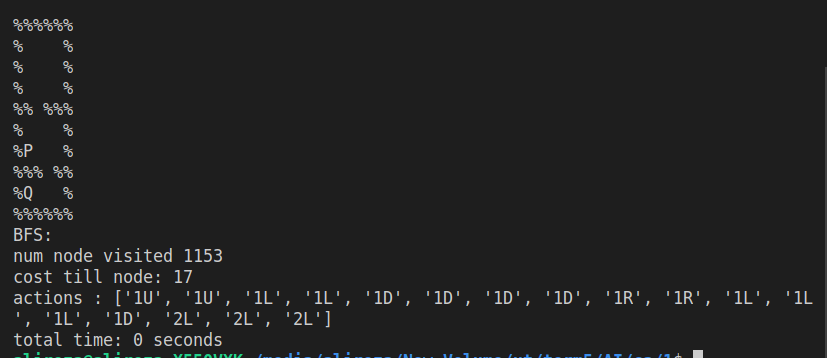 %%%%%%
%    %
%    %
%    %
%% %%%
%    %
%P   %
%%% %%
%Q   %
%%%%%%
BFS:
num node visited 1153
cost till node: 17
actions : ['1U', '1U', '1L', '1L', '1D', '1D', '1D', '1D', '1R', '1R', '1L', '1L
', '1L', '1D', '2L', '2L', '2L']
total time: 0 seconds